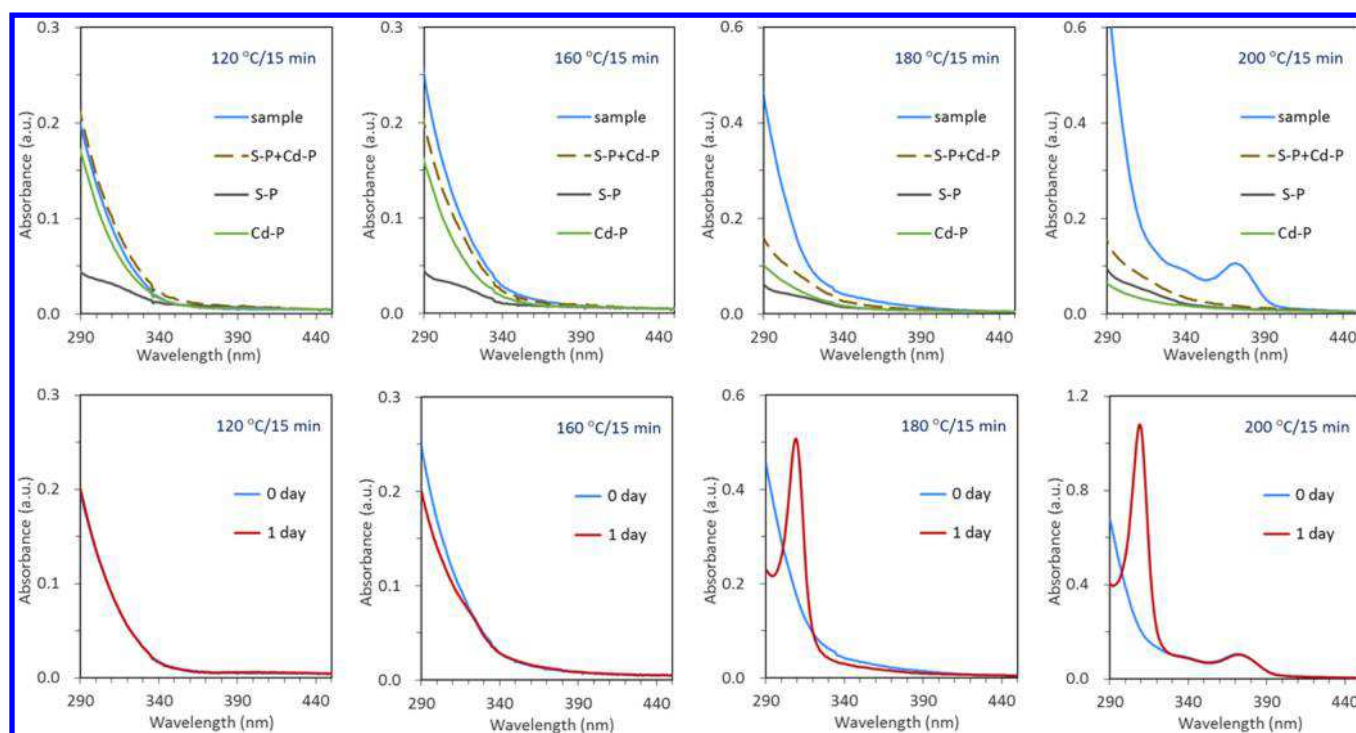 0.3
0.2
0.1
0.0
Absorbance (a.u.)
120 °C/15 min
sample
S-P+Cd-P
S-P
Cd-P
290 340 390 440
Wavelength (nm)
0.3
0.2
0.1
0.0
Absorbance (a.u.)
160 °C/15 min
sample
S-P+Cd-P
S-P
Cd-P
290 340 390 440
Wavelength (nm)
0.6
0.4
0.2
0.0
Absorbance (a.u.)
180 °C/15 min
sample
S-P+Cd-P
S-P
Cd-P
290 340 390 440
Wavelength (nm)
0.6
0.4
0.2
0.0
Absorbance (a.u.)
200 °C/15 min
sample
S-P+Cd-P
S-P
Cd-P
290 340 390 440
Wavelength (nm)
0.3
0.2
0.1
0.0
Absorbance (a.u.)
120 °C/15 min
0 day
1 day
290 340 390 440
Wavelength (nm)
0.3
0.2
0.1
0.0
Absorbance (a.u.)
160 °C/15 min
0 day
1 day
290 340 390 440
Wavelength (nm)
0.6
0.4
0.2
0.0
Absorbance (a.u.)
180 °C/15 min
0 day
1 day
290 340 390 440
Wavelength (nm)
1.2
0.8
0.4
0.0
Absorbance (a.u.)
200 °C/15 min
0 day
1 day
290 340 390 440
Wavelength (nm)